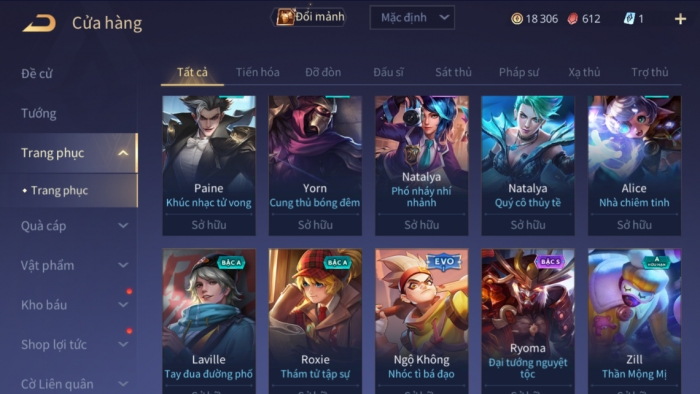 Cửa hàng
Đổi mảnh
Mặc định
18 306
612
1
Đề cử
Tướng
Trang phục
Trang phục
Quà cáp
Vật phẩm
Kho báu
Shop lợi tức
Cờ Liên quân
Tất cả
Tiến hóa
Đỡ đòn
Đấu sĩ
Sát thủ
Pháp sư
Xạ thủ
Trợ thủ
Paine
Khúc nhạc tử vong
Sở hữu
Yorn
Cung thủ bóng đêm
Sở hữu
Natalya
Phó nháy nhí
nhảnh
Sở hữu
Natalya
Quý cô thủy tề
Sở hữu
Alice
Nhà chiêm tinh
Sở hữu
BẬC A
Laville
Tay đua đường phố
BẬC A
Roxie
Thám tử tập sự
EVO
Ngộ Không
Nhóc tì bá đạo
BẬC S
Ryoma
Đại tướng nguyệt
tộc
A
HỮU HẠN
Zill
Thần Mộng Mị